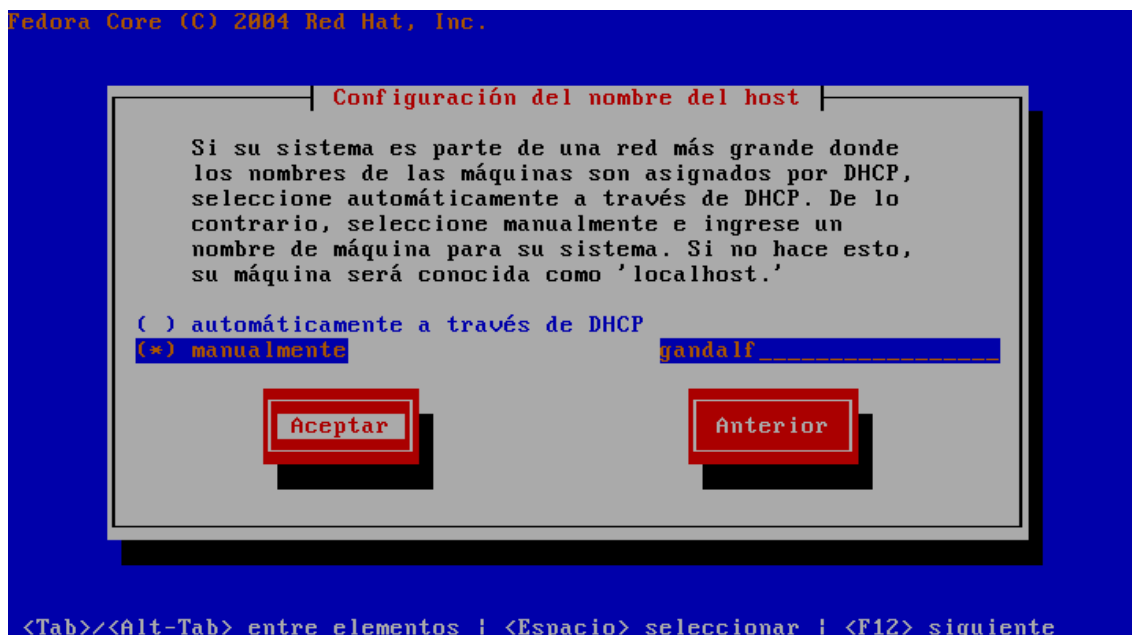 Fedora Core (C) 2004 Red Hat, Inc.
Configuración del nombre del host
Si su sistema es parte de una red más grande donde
los nombres de las máquinas son asignados por DHCP,
seleccione automáticamente a través de DHCP. De lo
contrario, seleccione manualmente e ingrese un
nombre de máquina para su sistema. Si no hace esto,
su máquina será conocida como 'localhost.'
( ) automáticamente a través de DHCP
(*) manualmente gandalf_________________
Aceptar Anterior
<Tab>/<Alt-Tab> entre elementos | <Espacio> seleccionar | <F12> siguiente